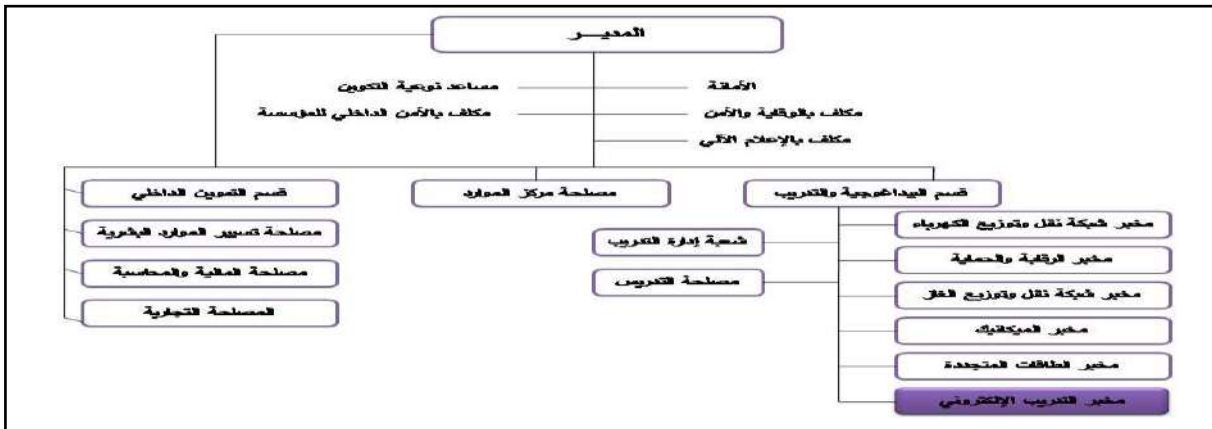 المديـــر
الأمانة
مساعد نوعية التكوين
مكلف بالوقاية والأمن
مكلف بالأمن الداخلي للمؤسسة
مكلف بالإعلام الآلي
قسم البيداغوجية والتدريب
مصلحة مركز الموارد
قسم التموين الداخلي
مخبر شبكة نقل وتوزيع الكهرباء
شعبة إدارة التدريب
مصلحة تسيير الموارد البشرية
مخبر الرقابة والحماية
مصلحة التدريس
مصلحة المالية والمحاسبة
مخبر شبكة نقل وتوزيع الغاز
المصلحة التجارية
مخبر الميكانيك
مخبر الطاقات المتجددة
مخبر التدريب الإلكتروني